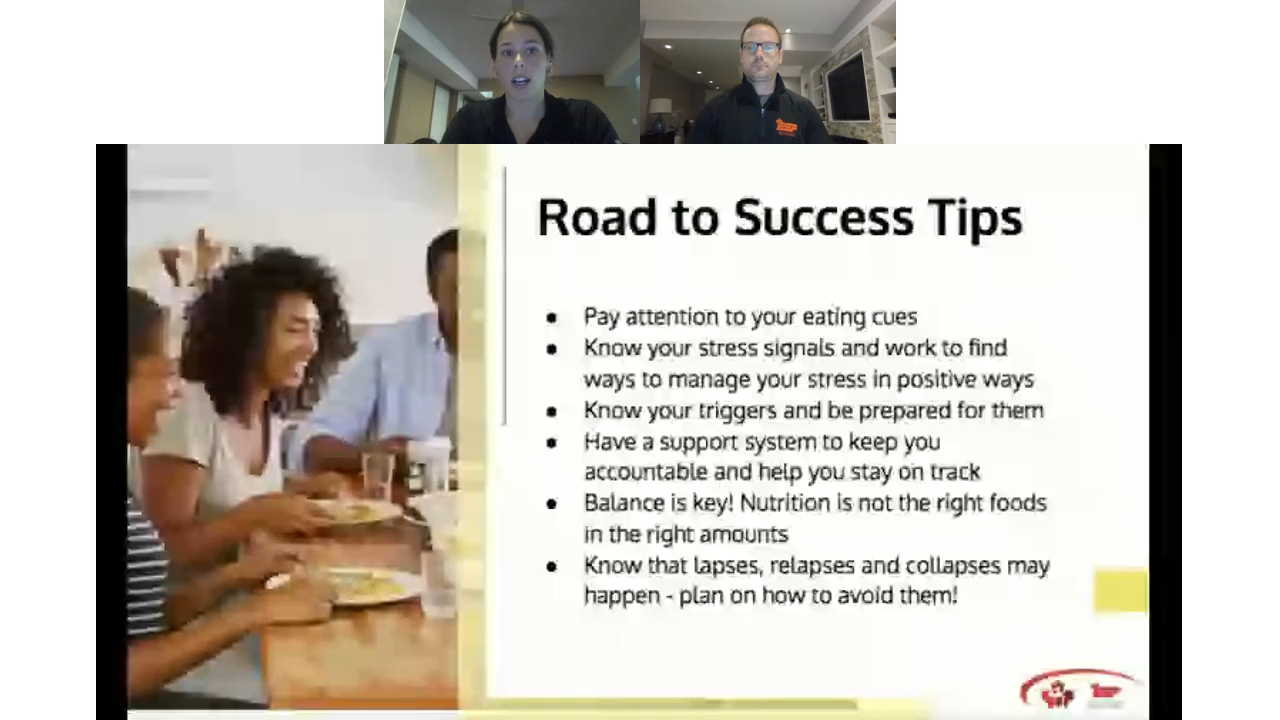 Road to Success Tips
● Pay attention to your eating cues
● Know your stress signals and work to find
ways to manage your stress in positive ways
● Know your triggers and be prepared for them
● Have a support system to keep you
accountable and help you stay on track
● Balance is key! Nutrition is not the right foods
in the right amounts
● Know that lapses, relapses and collapses may
happen - plan on how to avoid them!